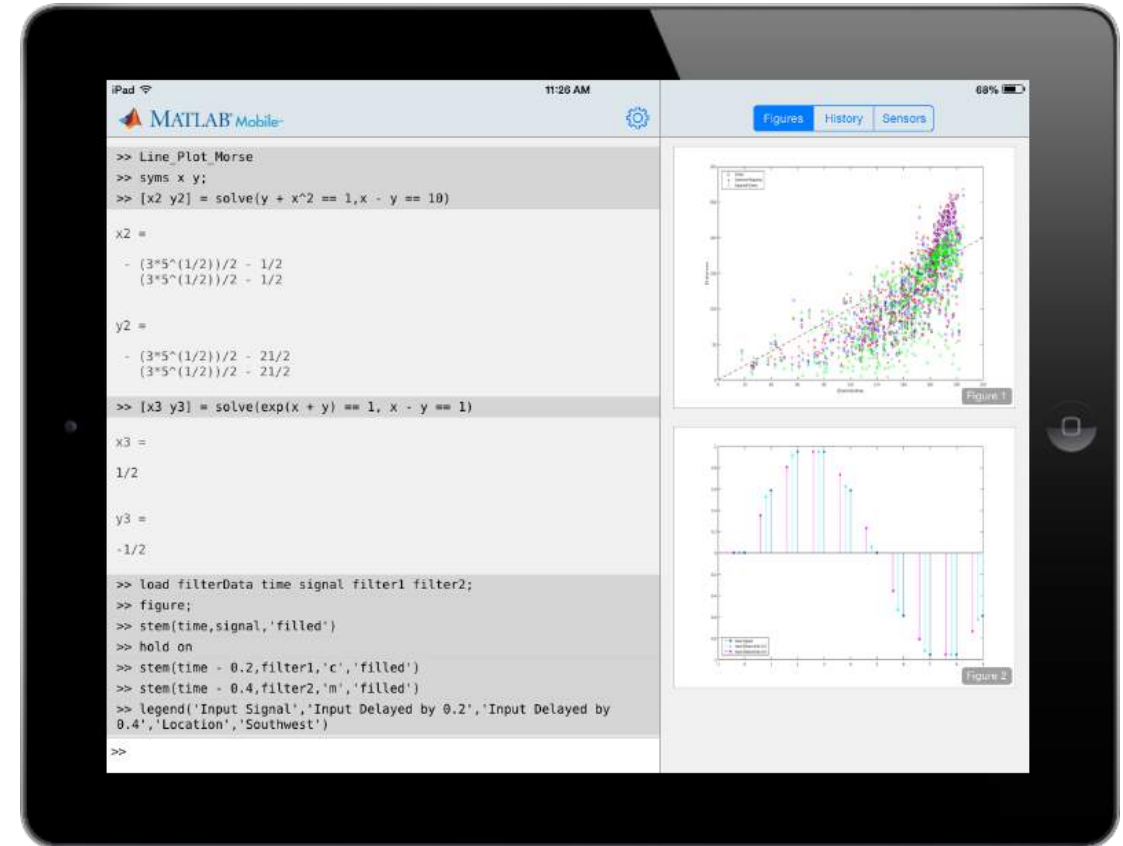 iPad
11:26 AM
68%
MATLAB Mobile™
Figures
History
Sensors
>> Line_Plot_Morse
>> syms x y;
>> [x2 y2] = solve(y + x^2 == 1,x - y == 10)
x2 =
- (3*5^(1/2))/2 - 1/2
(3*5^(1/2))/2 - 1/2
y2 =
- (3*5^(1/2))/2 - 21/2
(3*5^(1/2))/2 - 21/2
>> [x3 y3] = solve(exp(x + y) == 1, x - y == 1)
x3 =
1/2
y3 =
-1/2
>> load filterData time signal filter1 filter2;
>> figure;
>> stem(time,signal,'filled')
>> hold on
>> stem(time - 0.2,filter1,'c','filled')
>> stem(time - 0.4,filter2,'m','filled')
>> legend('Input Signal','Input Delayed by 0.2','Input Delayed by
0.4','Location','Southwest')
>>
Figure 1
Figure 2